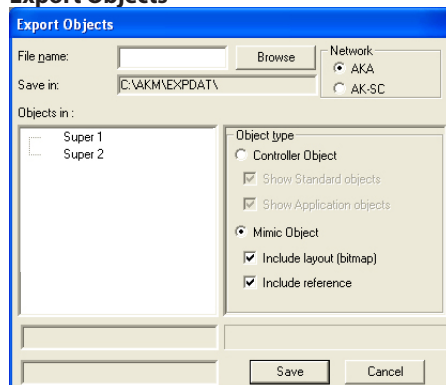 Export Objects
Export Objects
File name:
Browse
Network
AKA
AK-SC
Save in:
C:\AKM\EXPDAT\
Objects in :
Super 1
Super 2
Object type
Controller Object
Show Standard objects
Show Application objects
Mimic Object
Include layout (bitmap)
Include reference
Save
Cancel